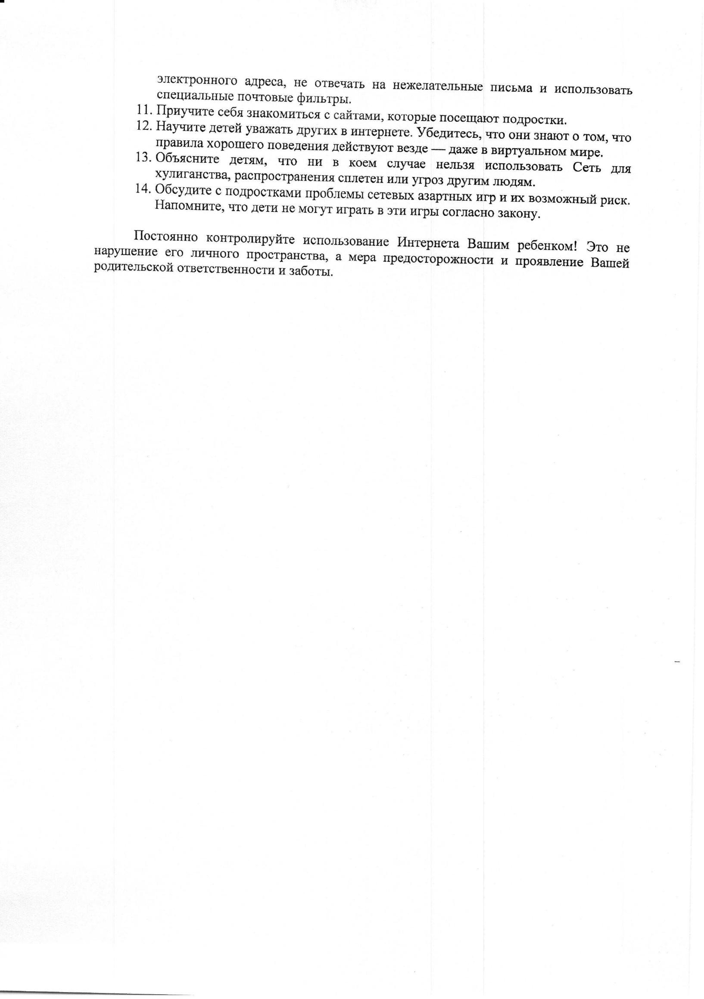 электронного адреса, не отвечать на нежелательные письма и использовать
специальные почтовые фильтры.
11. Приучите себя знакомиться с сайтами, которые посещают подростки.
12. Научите детей уважать других в интернете. Убедитесь, что они знают о том, что
правила хорошего поведения действуют везде — даже в виртуальном мире.
13. Объясните детям, что ни в коем случае нельзя использовать Сеть для
хулиганства, распространения сплетен или угроз другим людям.
14. Обсудите с подростками проблемы сетевых азартных игр и их возможный риск.
Напомните, что дети не могут играть в эти игры согласно закону.
Постоянно контролируйте использование Интернета Вашим ребенком! Это не
нарушение его личного пространства, а мера предосторожности и проявление Вашей
родительской ответственности и заботы.